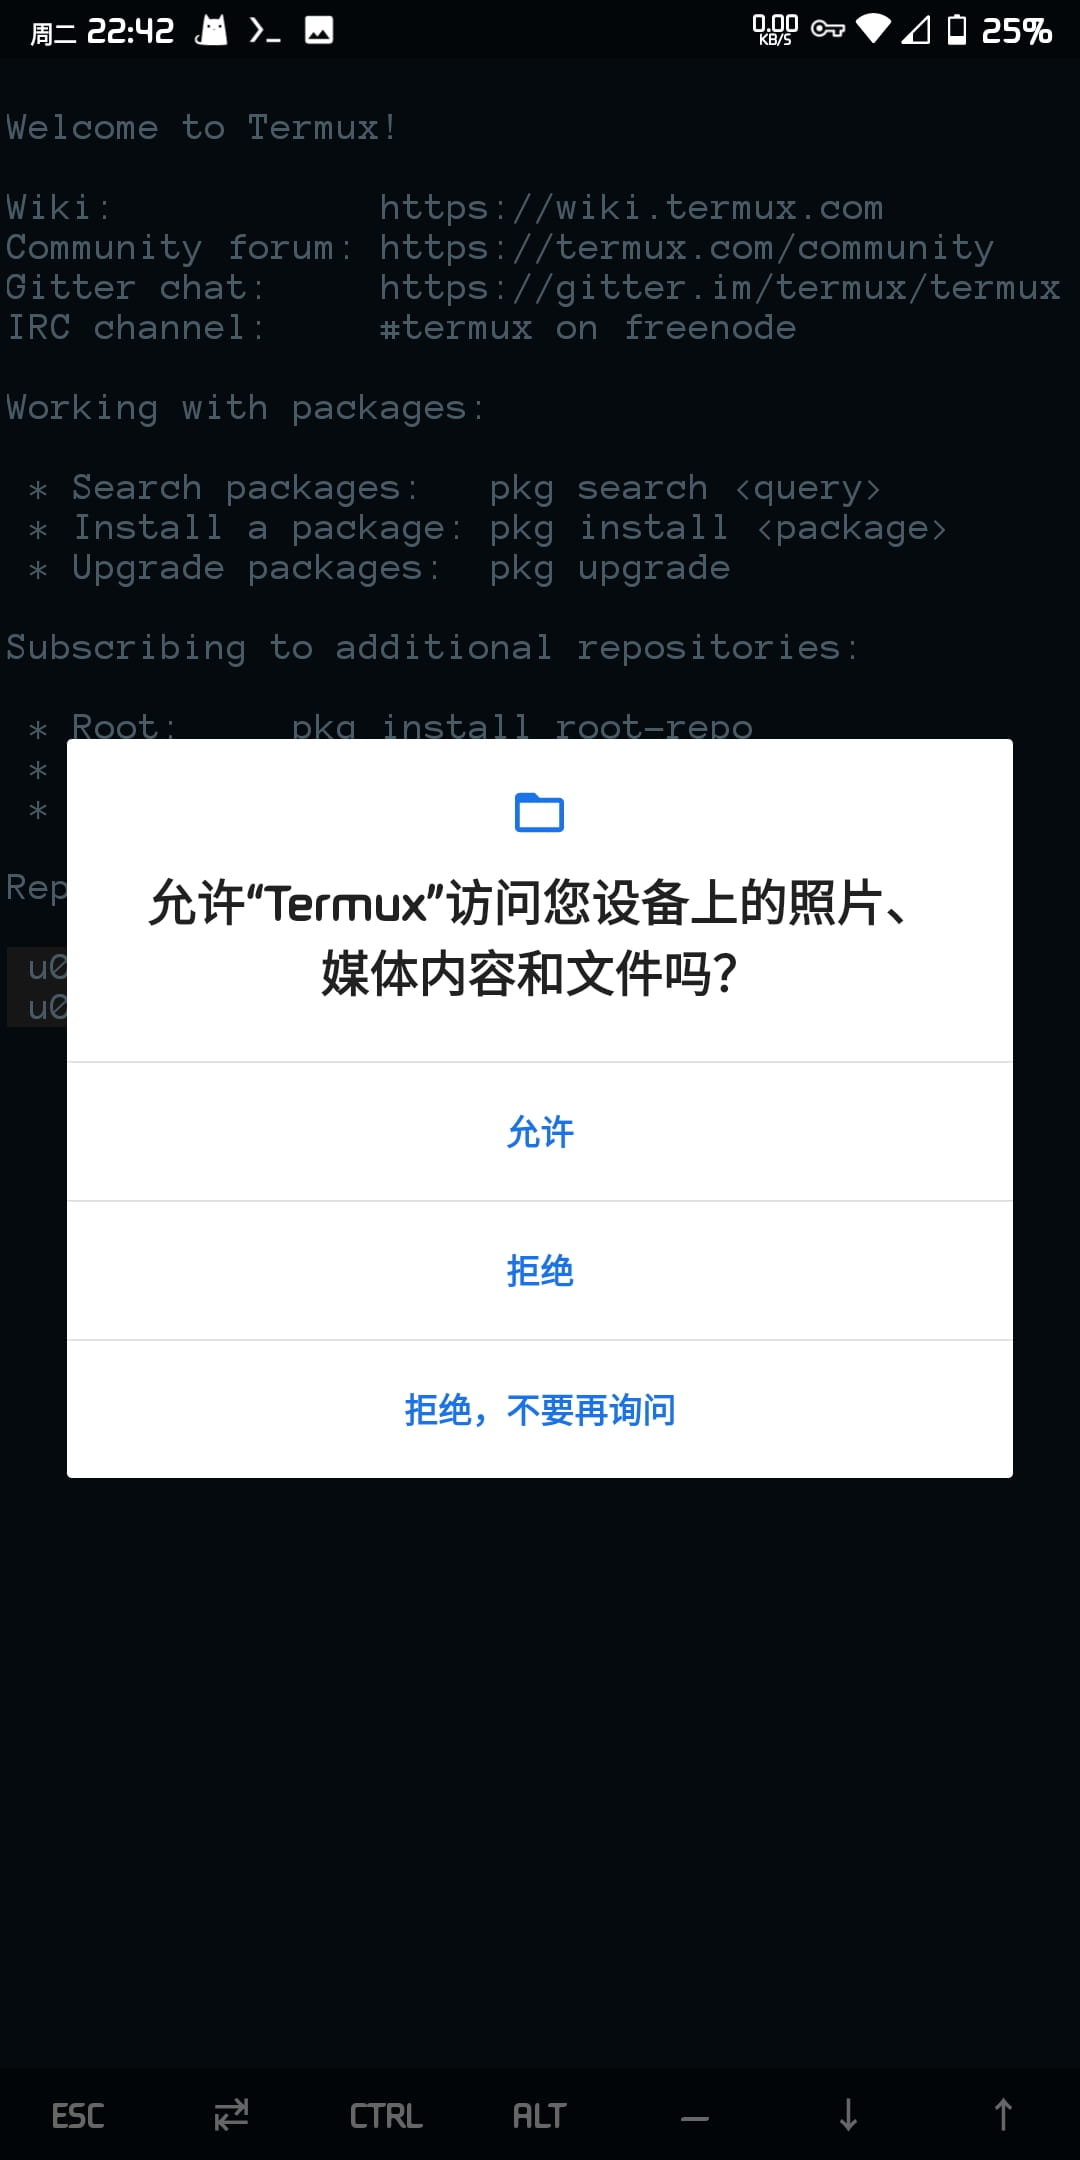 周二 22:42 0.00 KB/S 25%
Welcome to Termux!
Wiki: https://wiki.termux.com
Community forum: https://termux.com/community
Gitter chat: https://gitter.im/termux/termux
IRC channel: #termux on freenode
Working with packages:
* Search packages: pkg search <query>
* Install a package: pkg install <package>
* Upgrade packages: pkg upgrade
Subscribing to additional repositories:
* Root: pkg install root-repo
*
*
Rep
u0
u0
允许“Termux”访问您设备上的照片、
媒体内容和文件吗?
允许
拒绝
拒绝，不要再询问
ESC ⇄ CTRL ALT — ↓ ↑